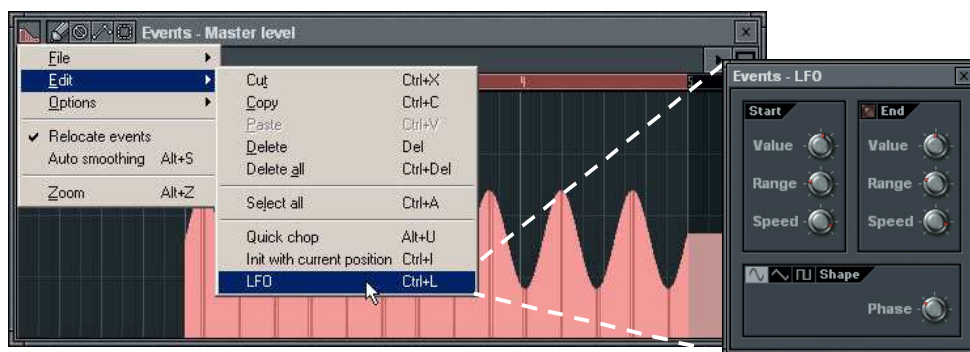 Events - Master level
File
Edit
Options
Relocate events
Auto smoothing Alt+S
Zoom Alt+Z
Cut Ctrl+X
Copy Ctrl+C
Paste Ctrl+V
Delete Del
Delete all Ctrl+Del
Select all Ctrl+A
Quick chop Alt+U
Init with current position Ctrl+I
LFO Ctrl+L
4
5
Events - LFO
Start
End
Value
Value
Range
Range
Speed
Speed
Shape
Phase